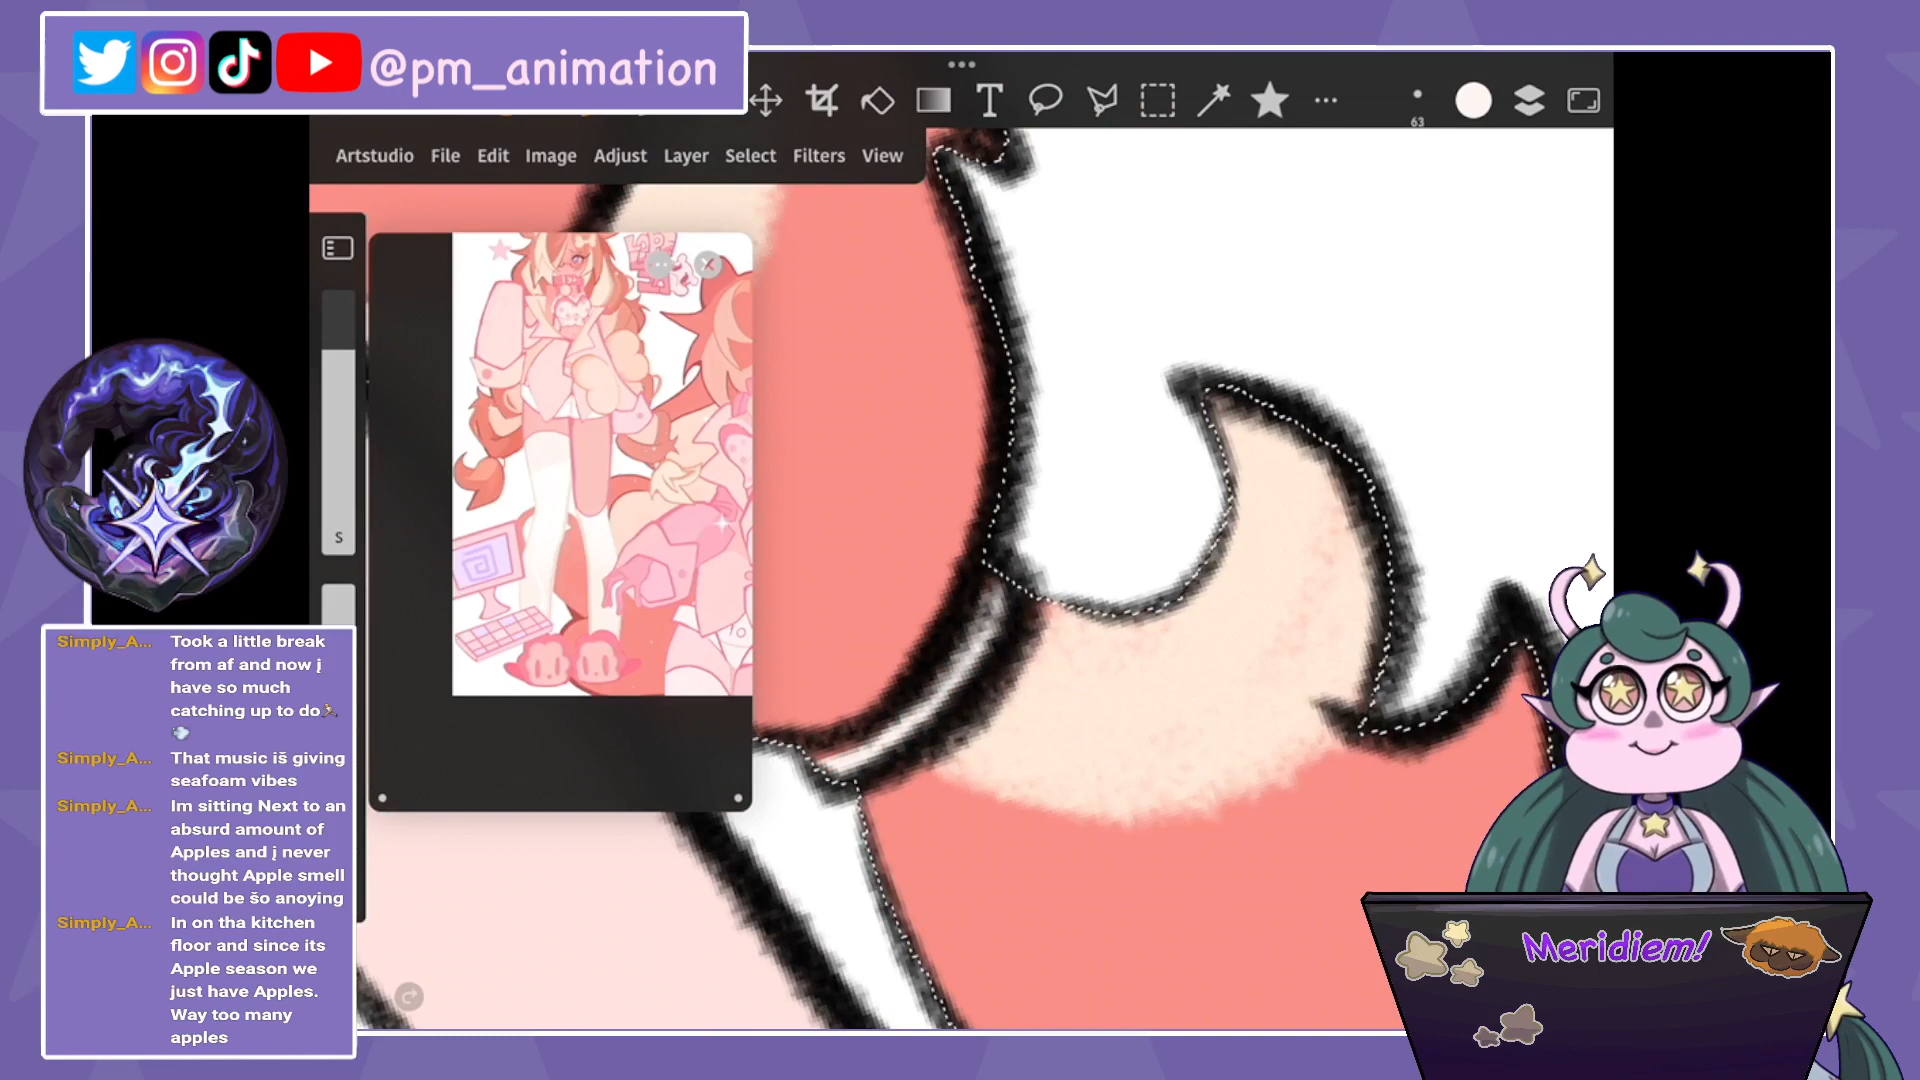 @pm_animation
63
Artstudio File Edit Image Adjust Layer Select Filters View
S
Simply_A... Took a little break
from af and now į
have so much
catching up to do
Simply_A... That music iš giving
seafoam vibes
Simply_A... Im sitting Next to an
absurd amount of
Apples and į never
thought Apple smell
could be šo anoying
Simply_A... In on tha kitchen
floor and since its
Apple season we
just have Apples.
Way too many
apples
Meridiem!